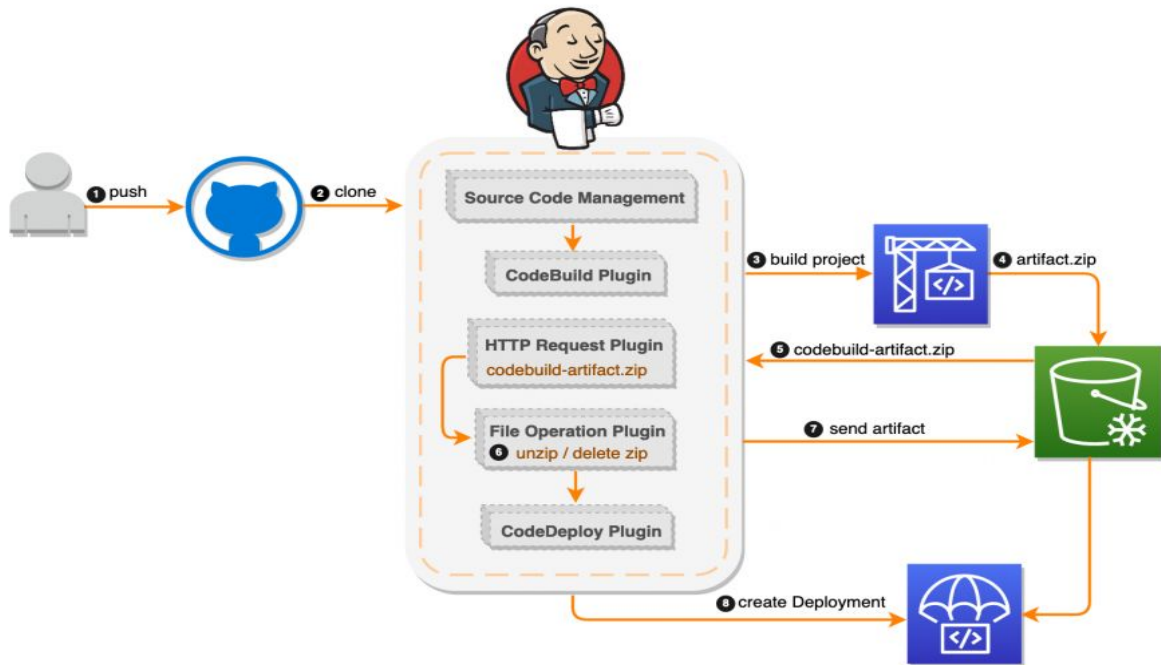 1 push
2 clone
Source Code Management
CodeBuild Plugin
3 build project
</>
4 artifact.zip
HTTP Request Plugin
codebuild-artifact.zip
5 codebuild-artifact.zip
File Operation Plugin
6 unzip / delete zip
7 send artifact
CodeDeploy Plugin
8 create Deployment
</>